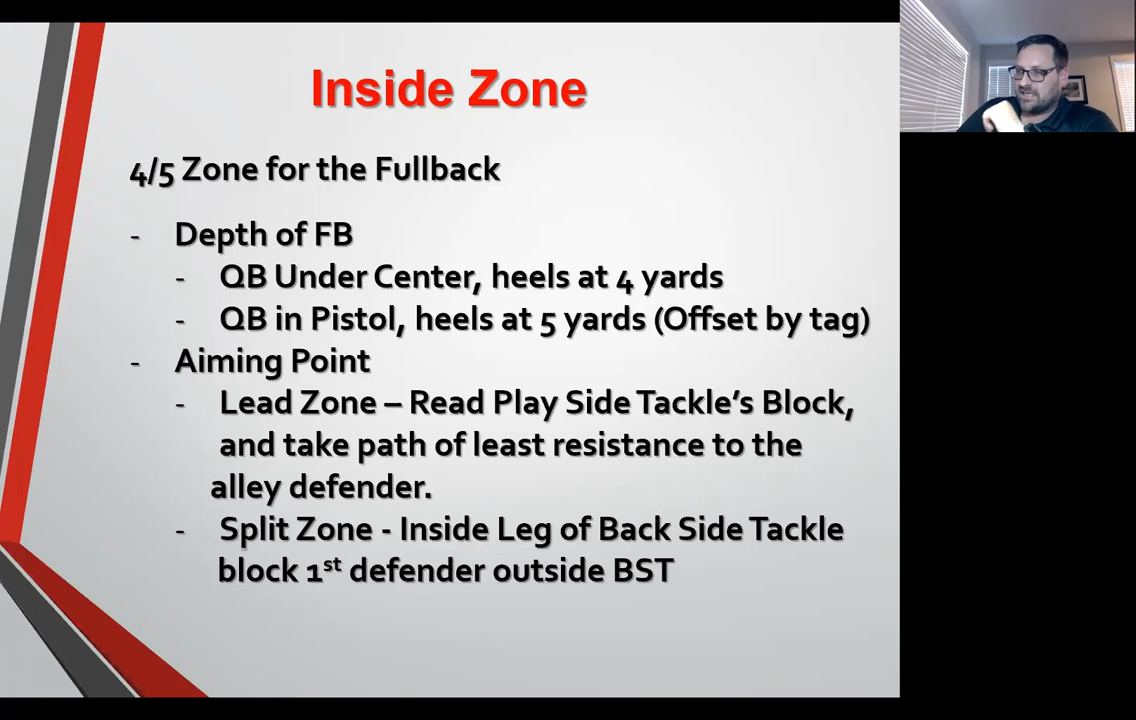 Inside Zone
4/5 Zone for the Fullback
- Depth of FB
- QB Under Center, heels at 4 yards
- QB in Pistol, heels at 5 yards (Offset by tag)
- Aiming Point
- Lead Zone – Read Play Side Tackle's Block,
and take path of least resistance to the
alley defender.
- Split Zone - Inside Leg of Back Side Tackle
block 1st defender outside BST